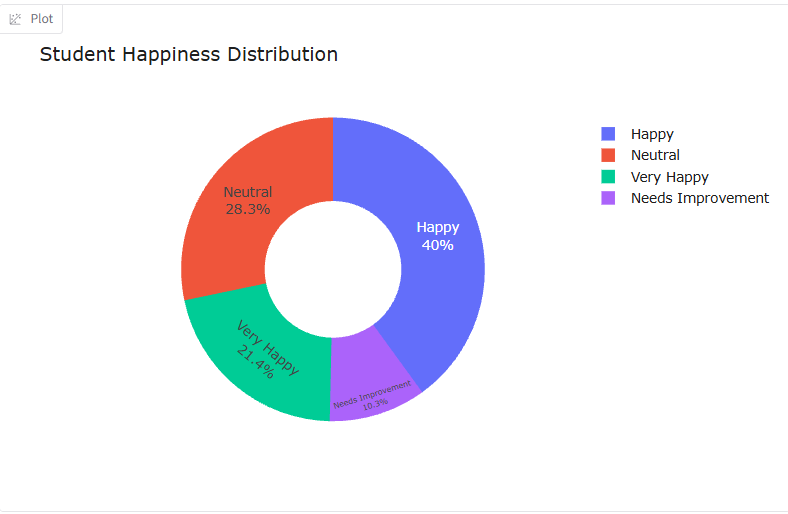 Plot
Student Happiness Distribution
Happy
Neutral
Very Happy
Needs Improvement
Neutral
28.3%
Happy
40%
Very Happy
21.4%
Needs Improvement
10.3%